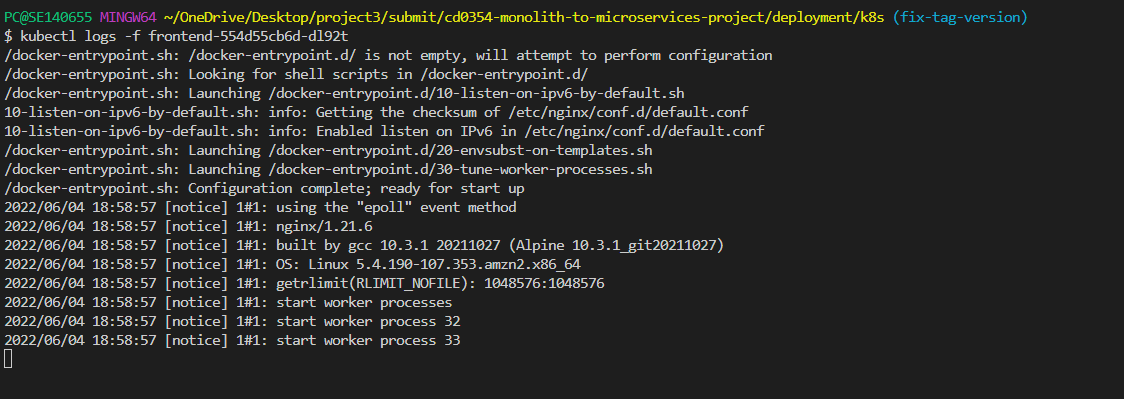 PC@SE140655 MINGW64 ~/OneDrive/Desktop/project3/submit/cd0354-monolith-to-microservices-project/deployment/k8s (fix-tag-version)
$ kubectl logs -f frontend-554d55cb6d-dl92t
/docker-entrypoint.sh: /docker-entrypoint.d/ is not empty, will attempt to perform configuration
/docker-entrypoint.sh: Looking for shell scripts in /docker-entrypoint.d/
/docker-entrypoint.sh: Launching /docker-entrypoint.d/10-listen-on-ipv6-by-default.sh
10-listen-on-ipv6-by-default.sh: info: Getting the checksum of /etc/nginx/conf.d/default.conf
10-listen-on-ipv6-by-default.sh: info: Enabled listen on IPv6 in /etc/nginx/conf.d/default.conf
/docker-entrypoint.sh: Launching /docker-entrypoint.d/20-envsubst-on-templates.sh
/docker-entrypoint.sh: Launching /docker-entrypoint.d/30-tune-worker-processes.sh
/docker-entrypoint.sh: Configuration complete; ready for start up
2022/06/04 18:58:57 [notice] 1#1: using the "epoll" event method
2022/06/04 18:58:57 [notice] 1#1: nginx/1.21.6
2022/06/04 18:58:57 [notice] 1#1: built by gcc 10.3.1 20211027 (Alpine 10.3.1_git20211027)
2022/06/04 18:58:57 [notice] 1#1: OS: Linux 5.4.190-107.353.amzn2.x86_64
2022/06/04 18:58:57 [notice] 1#1: getrlimit(RLIMIT_NOFILE): 1048576:1048576
2022/06/04 18:58:57 [notice] 1#1: start worker processes
2022/06/04 18:58:57 [notice] 1#1: start worker process 32
2022/06/04 18:58:57 [notice] 1#1: start worker process 33